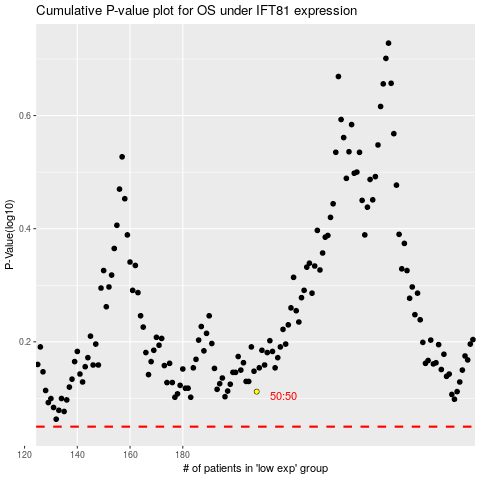 Cumulative P-value plot for OS under IFT81 expression
P-Value(log10)
0.6
0.4
0.2
50:50
120 140 160 180
# of patients in 'low exp' group